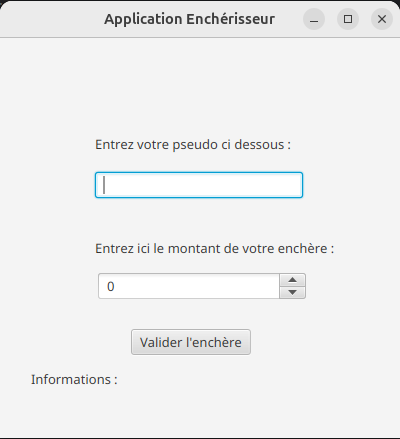 Application Enchérisseur
Entrez votre pseudo ci dessous :
Entrez ici le montant de votre enchère :
0
Valider l'enchère
Informations :